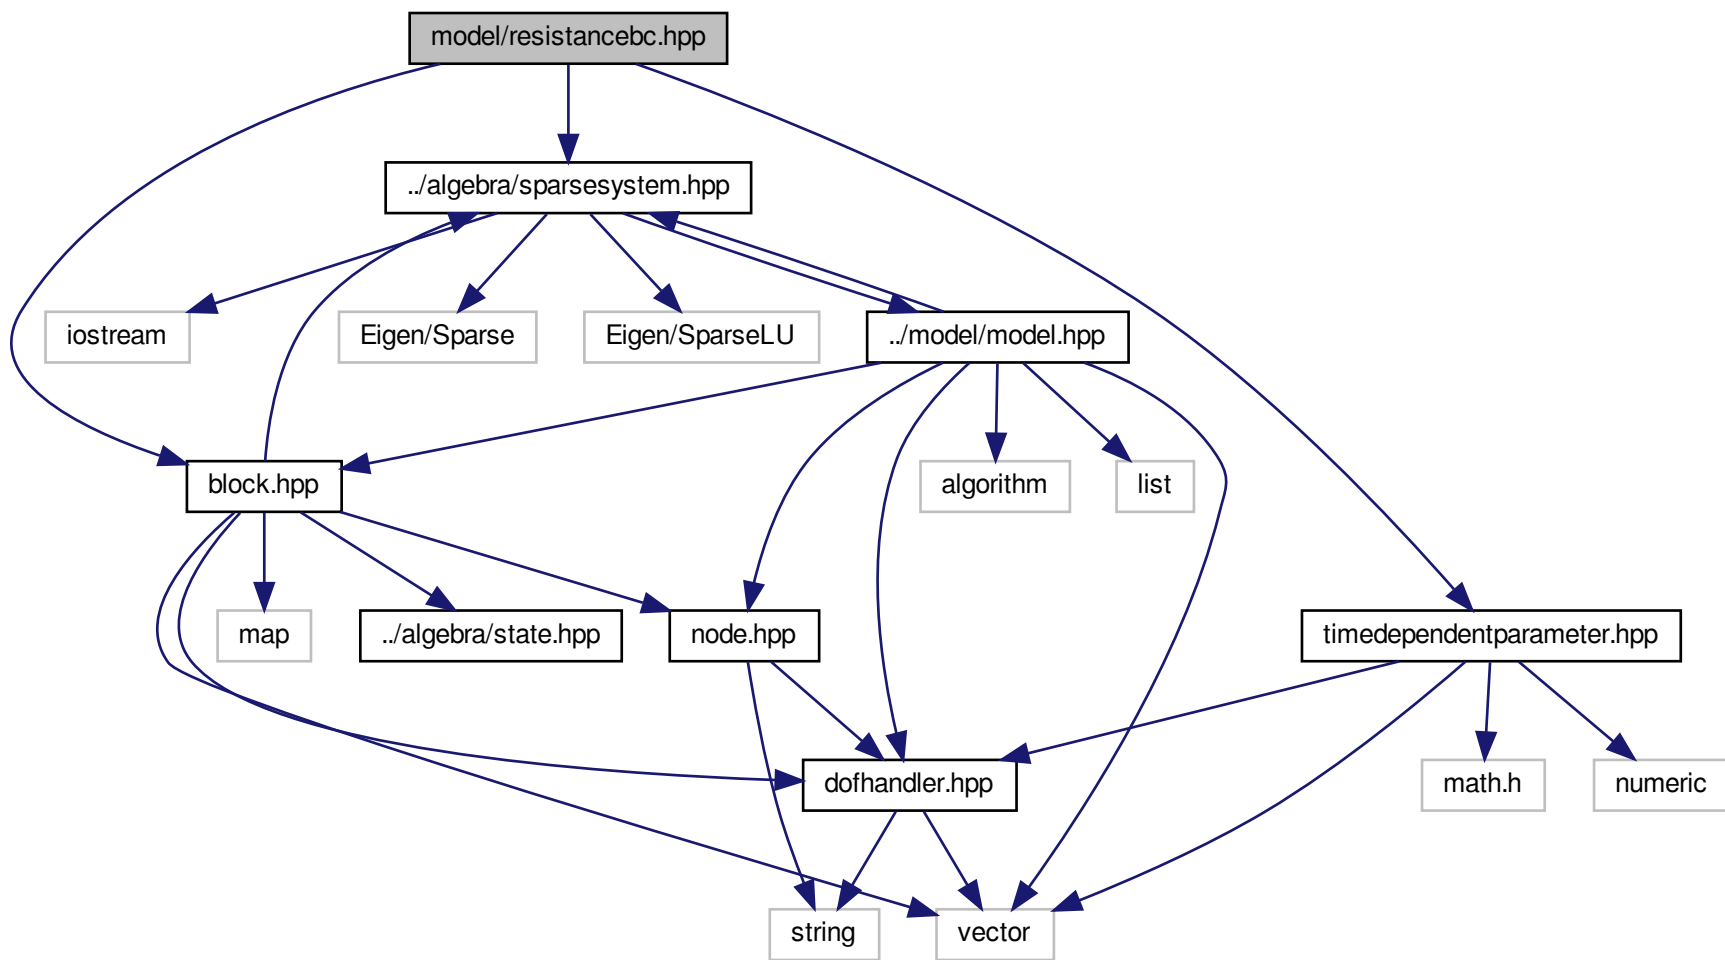 model/resistancebc.hpp
../algebra/sparsesystem.hpp
iostream
Eigen/Sparse
Eigen/SparseLU
../model/model.hpp
block.hpp
algorithm
list
map
../algebra/state.hpp
node.hpp
timedependentparameter.hpp
dofhandler.hpp
math.h
numeric
string
vector